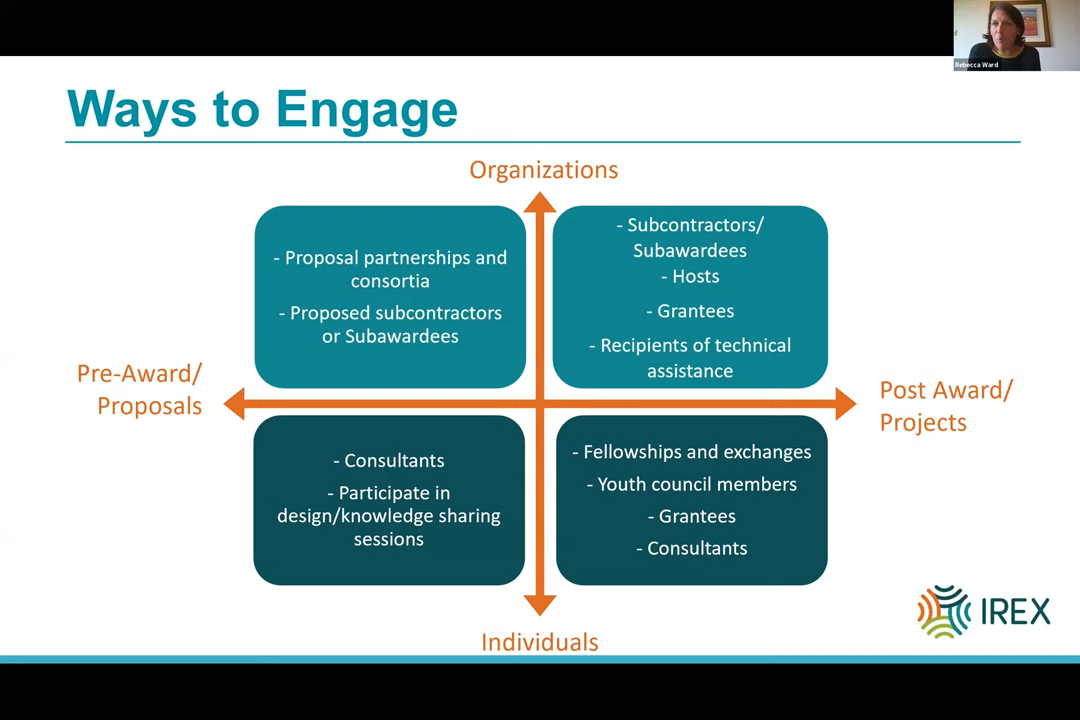 Rebecca Ward
Ways to Engage
Organizations
- Proposal partnerships and
consortia
- Proposed subcontractors
or Subawardees
- Subcontractors/
Subawardees
- Hosts
- Grantees
- Recipients of technical
assistance
Pre-Award/
Proposals
Post Award/
Projects
- Consultants
- Participate in
design/knowledge sharing
sessions
- Fellowships and exchanges
- Youth council members
- Grantees
- Consultants
IREX
Individuals